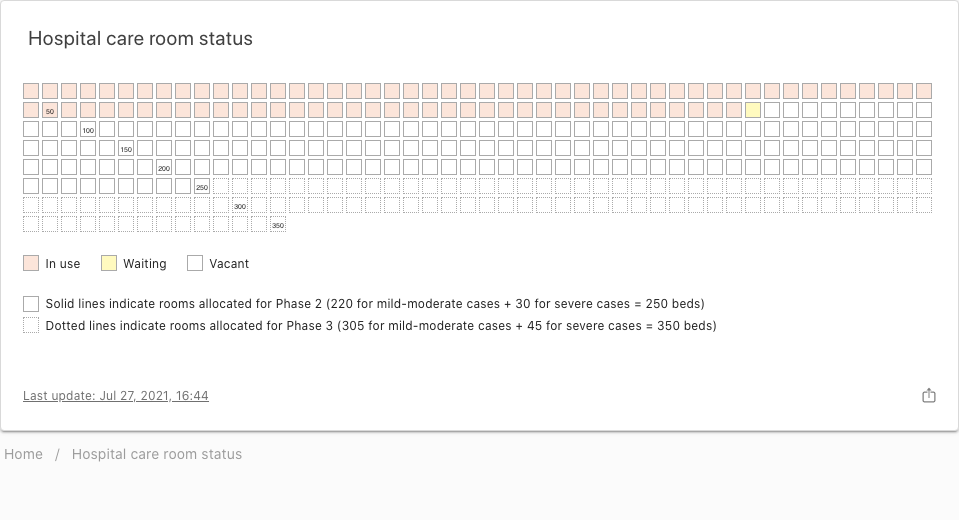 Hospital care room status
50
100
150
200
250
300
350
In use Waiting Vacant
Solid lines indicate rooms allocated for Phase 2 (220 for mild-moderate cases + 30 for severe cases = 250 beds)
Dotted lines indicate rooms allocated for Phase 3 (305 for mild-moderate cases + 45 for severe cases = 350 beds)
Last update: Jul 27, 2021, 16:44
Home / Hospital care room status